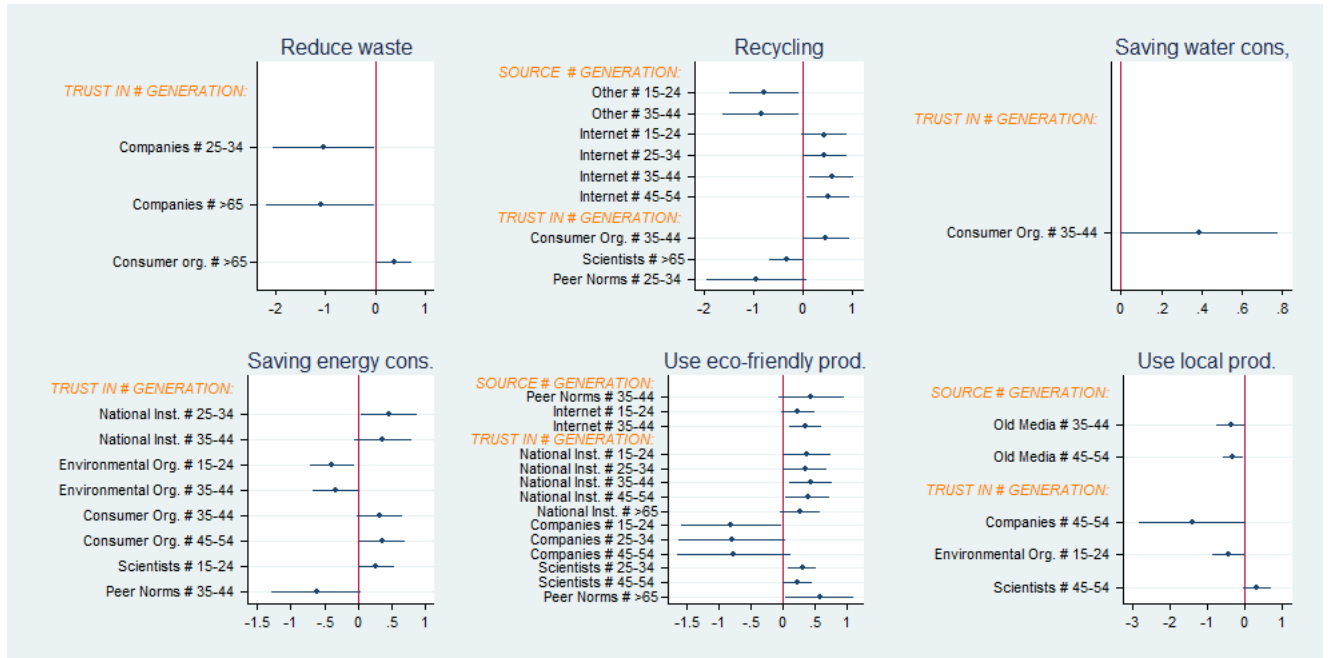 Reduce waste
TRUST IN # GENERATION:
Companies # 25-34
Companies # >65
Consumer org. # >65
-2 -1 0 1
Recycling
SOURCE # GENERATION:
Other # 15-24
Other # 35-44
Internet # 15-24
Internet # 25-34
Internet # 35-44
Internet # 45-54
TRUST IN # GENERATION:
Consumer Org. # 35-44
Scientists # >65
Peer Norms # 25-34
-2 -1 0 1
Saving water cons,
TRUST IN # GENERATION:
Consumer Org. # 35-44
0 .2 .4 .6 .8
Saving energy cons.
TRUST IN # GENERATION:
National Inst. # 25-34
National Inst. # 35-44
Environmental Org. # 15-24
Environmental Org. # 35-44
Consumer Org. # 35-44
Consumer Org. # 45-54
Scientists # 15-24
Peer Norms # 35-44
-1.5 -1 -.5 0 .5 1
Use eco-friendly prod.
SOURCE # GENERATION:
Peer Norms # 35-44
Internet # 15-24
Internet # 35-44
TRUST IN # GENERATION:
National Inst. # 15-24
National Inst. # 25-34
National Inst. # 35-44
National Inst. # 45-54
National Inst. # >65
Companies # 15-24
Companies # 25-34
Companies # 45-54
Scientists # 25-34
Scientists # 45-54
Peer Norms # >65
-1.5 -1 -.5 0 .5 1
Use local prod.
SOURCE # GENERATION:
Old Media # 35-44
Old Media # 45-54
TRUST IN # GENERATION:
Companies # 45-54
Environmental Org. # 15-24
Scientists # 45-54
-3 -2 -1 0 1